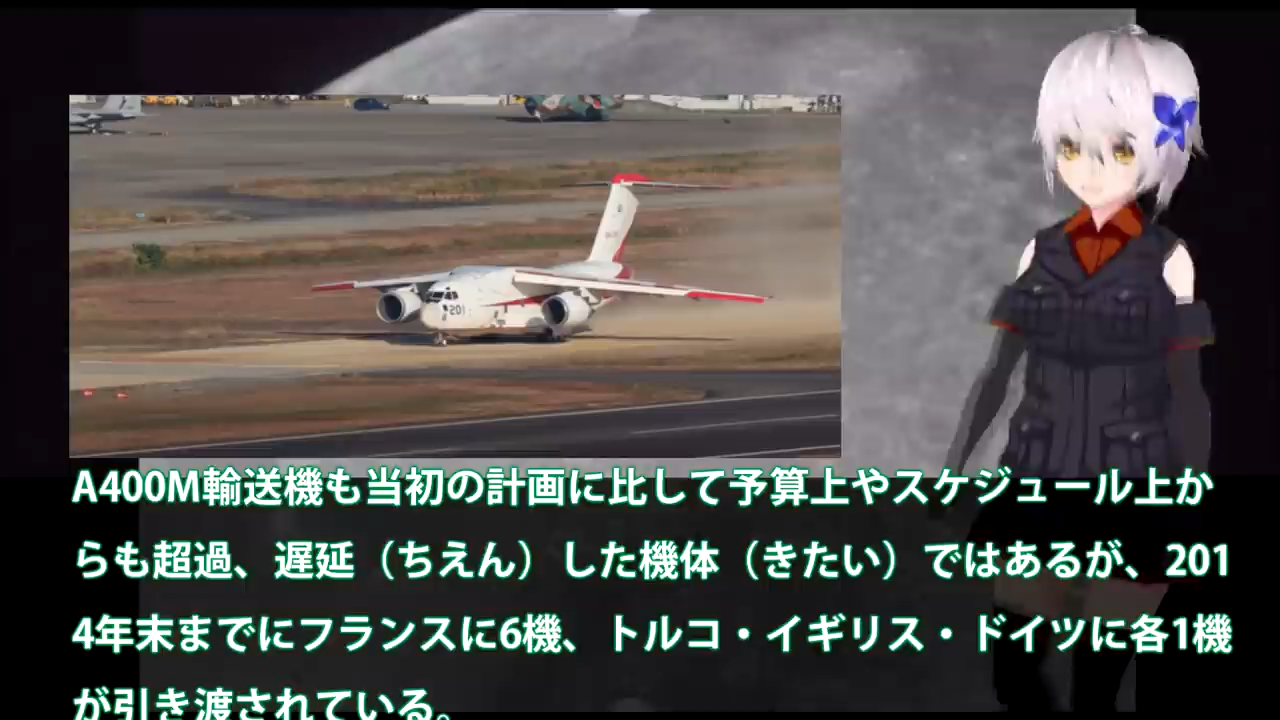 201
A400M輸送機も当初の計画に比して予算上やスケジュール上か
らも超過、遅延（ちえん）した機体（きたい）ではあるが、201
4年末までにフランスに6機、トルコ・イギリス・ドイツに各1機
が引き渡されている。